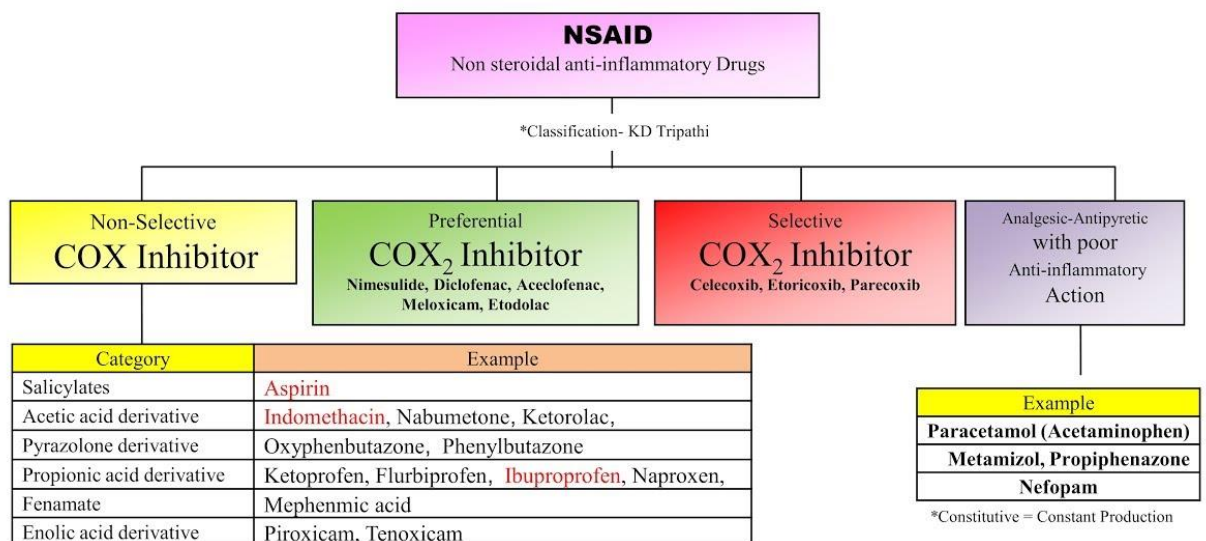 NSAID
Non steroidal anti-inflammatory Drugs
*Classification- KD Tripathi
Non-Selective
COX Inhibitor
Preferential
COX₂ Inhibitor
Nimesulide, Diclofenac, Aceclofenac,
Meloxicam, Etodolac
Selective
COX₂ Inhibitor
Celecoxib, Etoricoxib, Parecoxib
Analgesic-Antipyretic
with poor
Anti-inflammatory
Action
Category Example
Salicylates Aspirin
Acetic acid derivative Indomethacin, Nabumetone, Ketorolac,
Pyrazolone derivative Oxyphenbutazone, Phenylbutazone
Propionic acid derivative Ketoprofen, Flurbiprofen, Ibuproprofen, Naproxen,
Fenamate Mephenmic acid
Enolic acid derivative Piroxicam, Tenoxicam
Example
Paracetamol (Acetaminophen)
Metamizol, Propiphenazone
Nefopam
*Constitutive = Constant Production